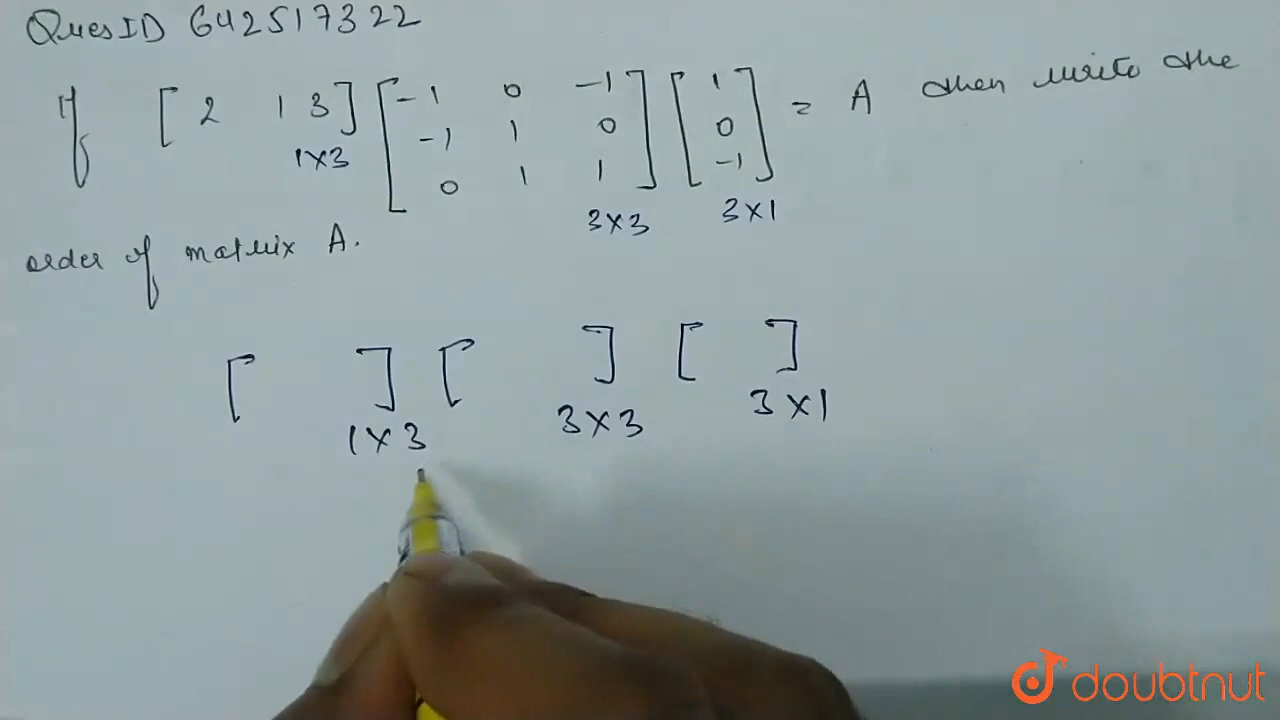 QuesID 642517322
If [2 1 3] [-1 0 -1 -1 1 0 0 1 1] [1 0 -1] = A then write the
1x3 3x3 3x1
order of matrix A.
[ ] [ ] [ ]
1x3 3x3 3x1
doubtnut